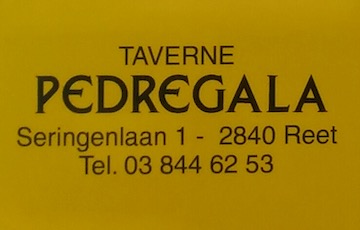 TAVERNE
PEDREGALA
Seringenlaan 1 - 2840 Reet
Tel. 03 844 62 53